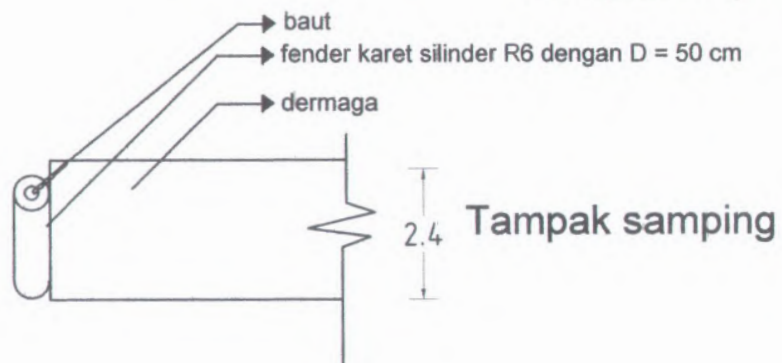 baut
fender karet silinder R6 dengan D = 50 cm
dermaga
2.4
Tampak samping